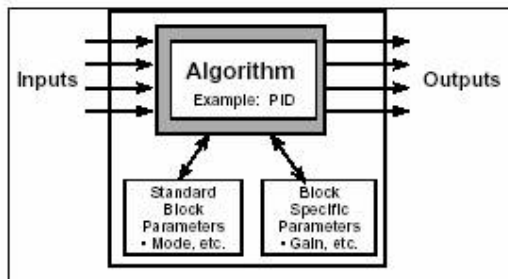 Inputs
Algorithm
Example: PID
Outputs
Standard
Block
Parameters
• Mode, etc.
Block
Specific
Parameters
• Gain, etc.